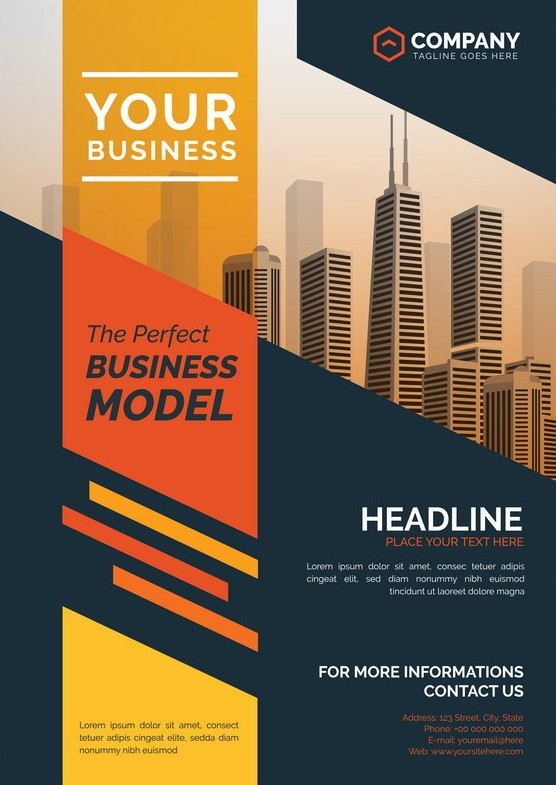 COMPANY
TAGLINE GOES HERE
YOUR
BUSINESS
The Perfect
BUSINESS
MODEL
HEADLINE
PLACE YOUR TEXT HERE
Lorem ipsum dolor sit amet, consec tetuer adipis
cingeat elit, sed diam nonummy nibh euismod
tincidunt ut laoreet dolore magna
FOR MORE INFORMATIONS
CONTACT US
Address: 123 Street, City, State
Phone: +00 000 000 000
E-mail: youremail@here
Web: www.yoursitehere.com
Lorem ipsum dolor sit amet, consec
tetuer adipis cingeat elite, sedda diam
nonummy nibh euismod